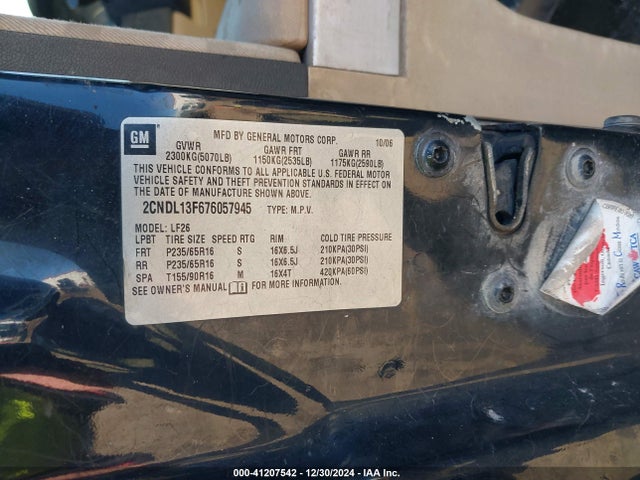 GM
MFD BY GENERAL MOTORS CORP. 10/06
GVWR GAWR FRT GAWR RR
2300KG(5070LB) 1150KG(2535LB) 1175KG(2590LB)
THIS VEHICLE CONFORMS TO ALL APPLICABLE U.S. FEDERAL MOTOR
VEHICLE SAFETY AND THEFT PREVENTION STANDARDS IN EFFECT ON
THE DATE OF MANUFACTURE SHOWN ABOVE.
2CNDL13F676057945 TYPE: M.P.V.
MODEL: LF26
LPBT TIRE SIZE SPEED RTG RIM COLD TIRE PRESSURE
FRT P235/65R16 S 16X6.5J 210KPA(30PSI)
RR P235/65R16 S 16X6.5J 210KPA(30PSI)
SPA T155/90R16 M 16X4T 420KPA(60PSI)
SEE OWNER'S MANUAL FOR MORE INFORMATION.
CAW TCA
000-41207542 - 12/30/2024 - IAA Inc.